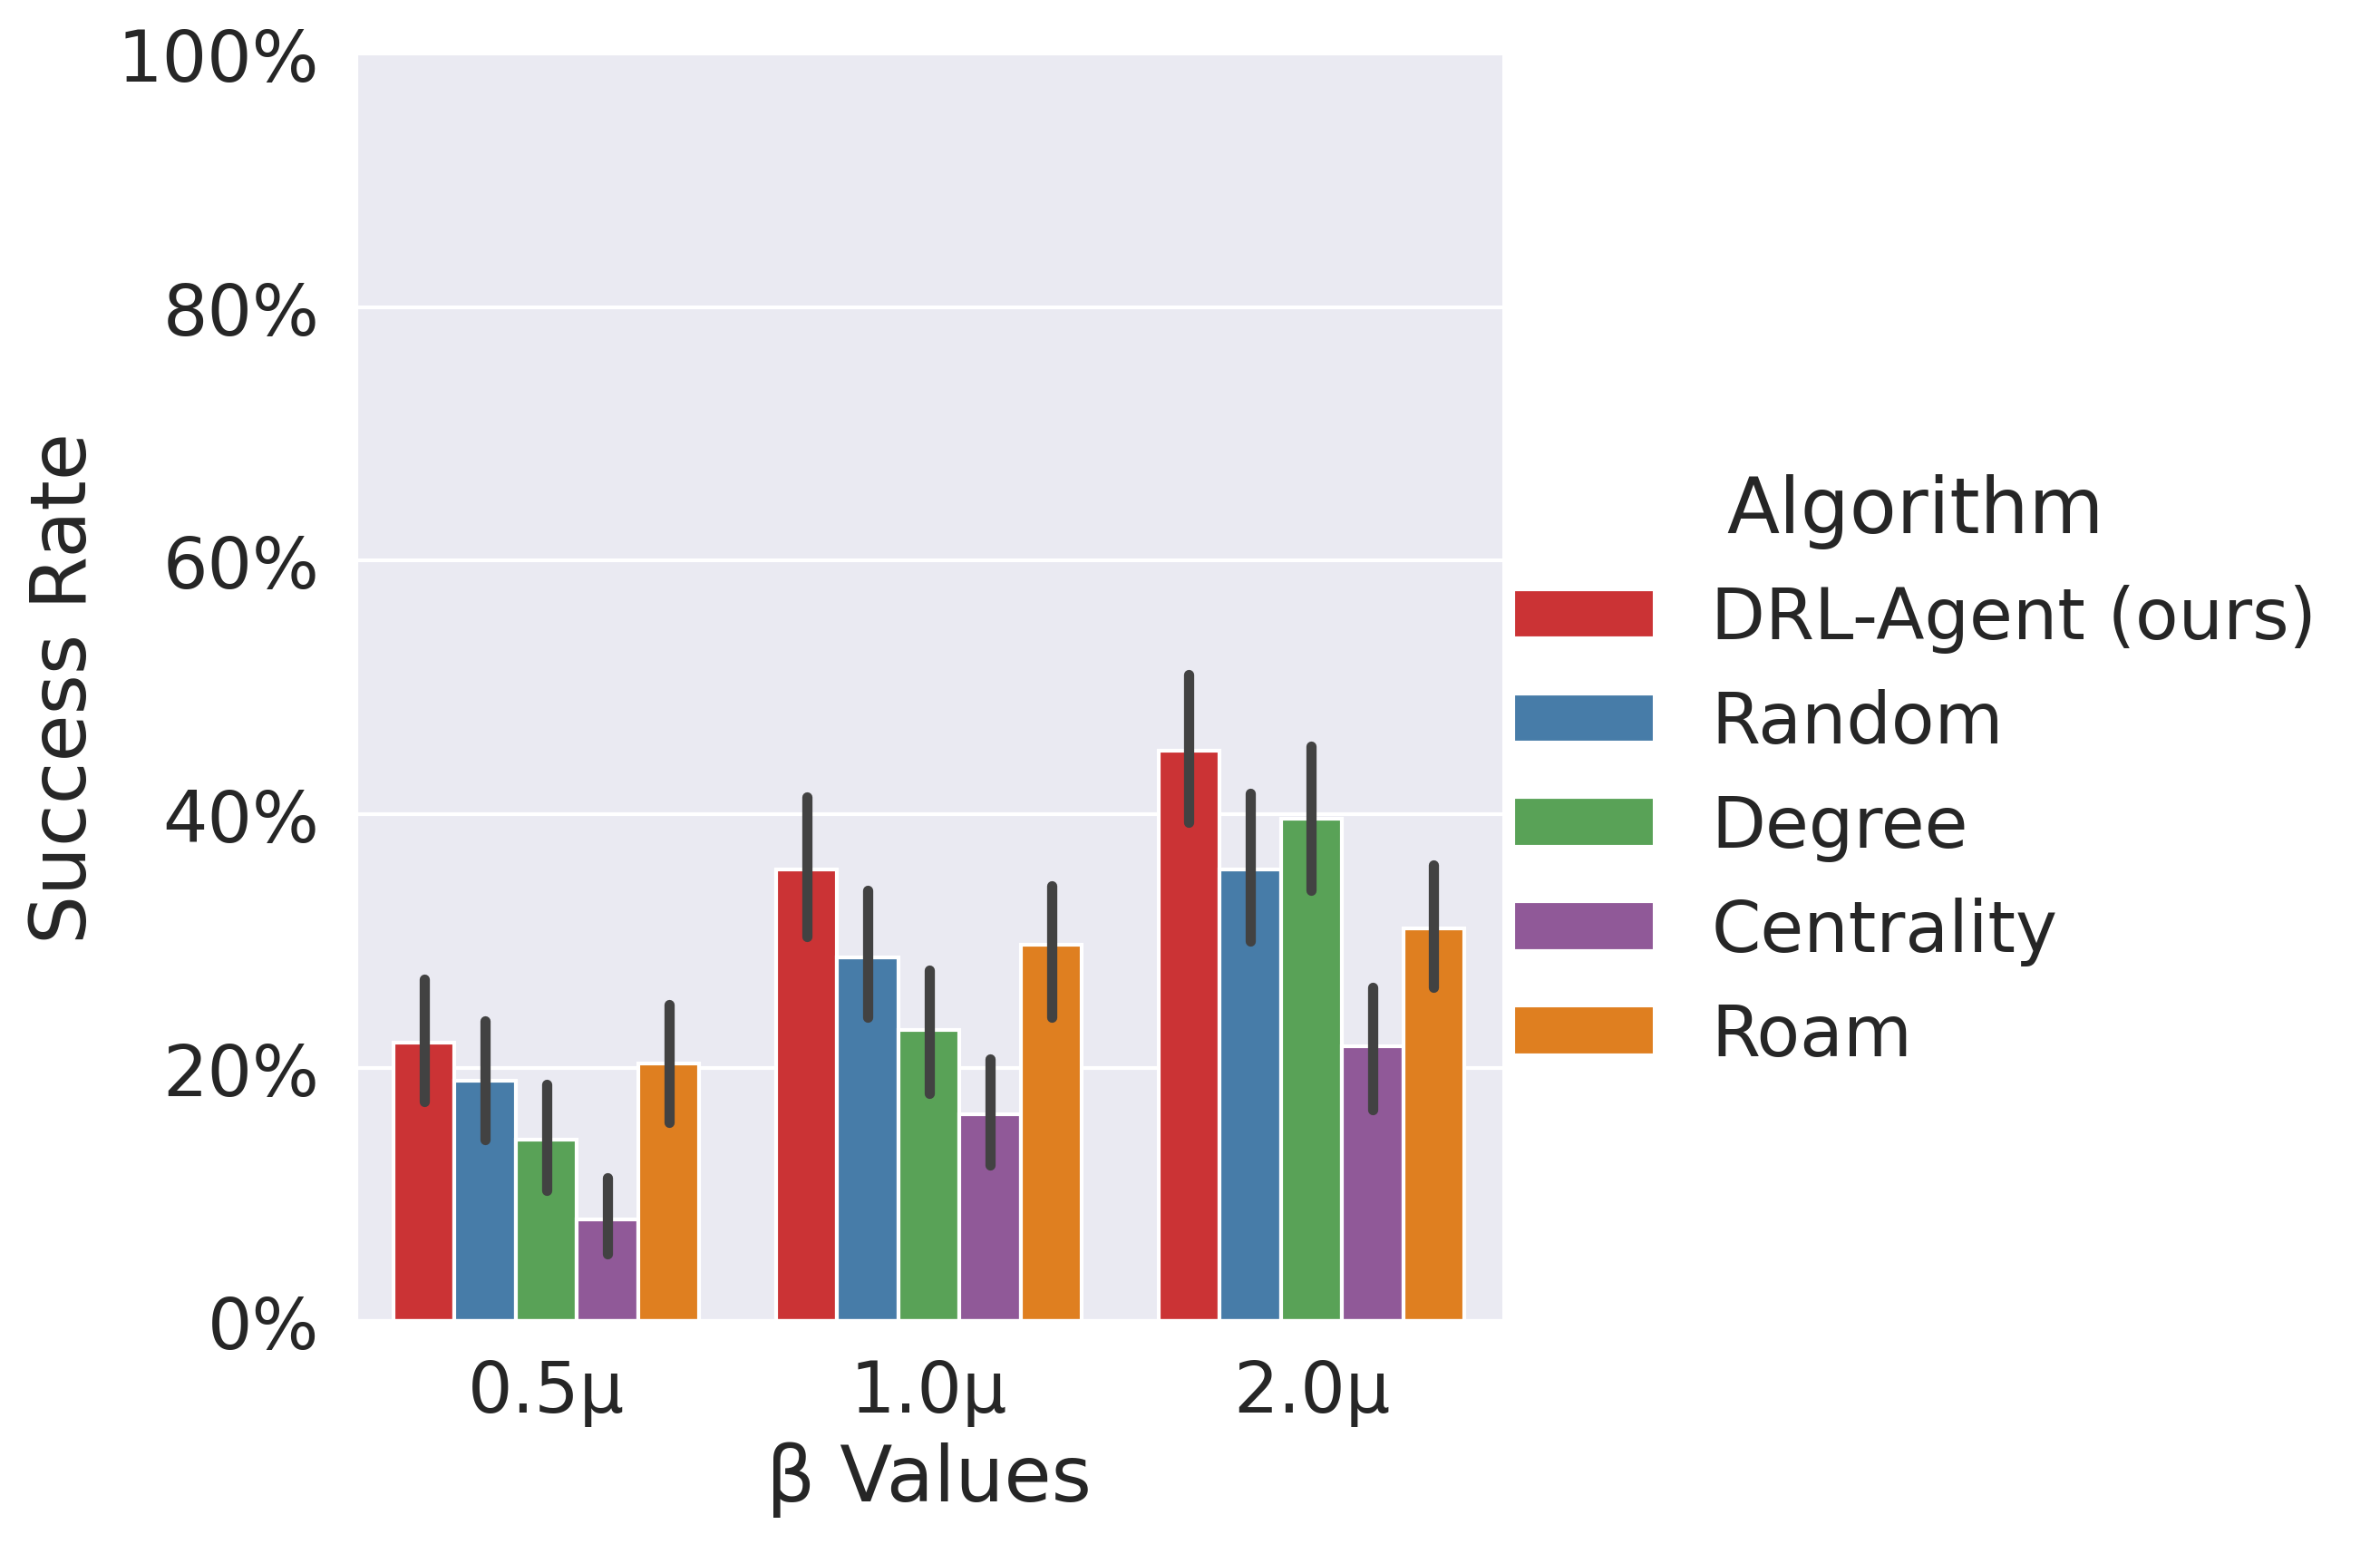 100%
80%
60%
40%
20%
0%
Success Rate
0.5μ 1.0μ 2.0μ
β Values
Algorithm
DRL-Agent (ours)
Random
Degree
Centrality
Roam